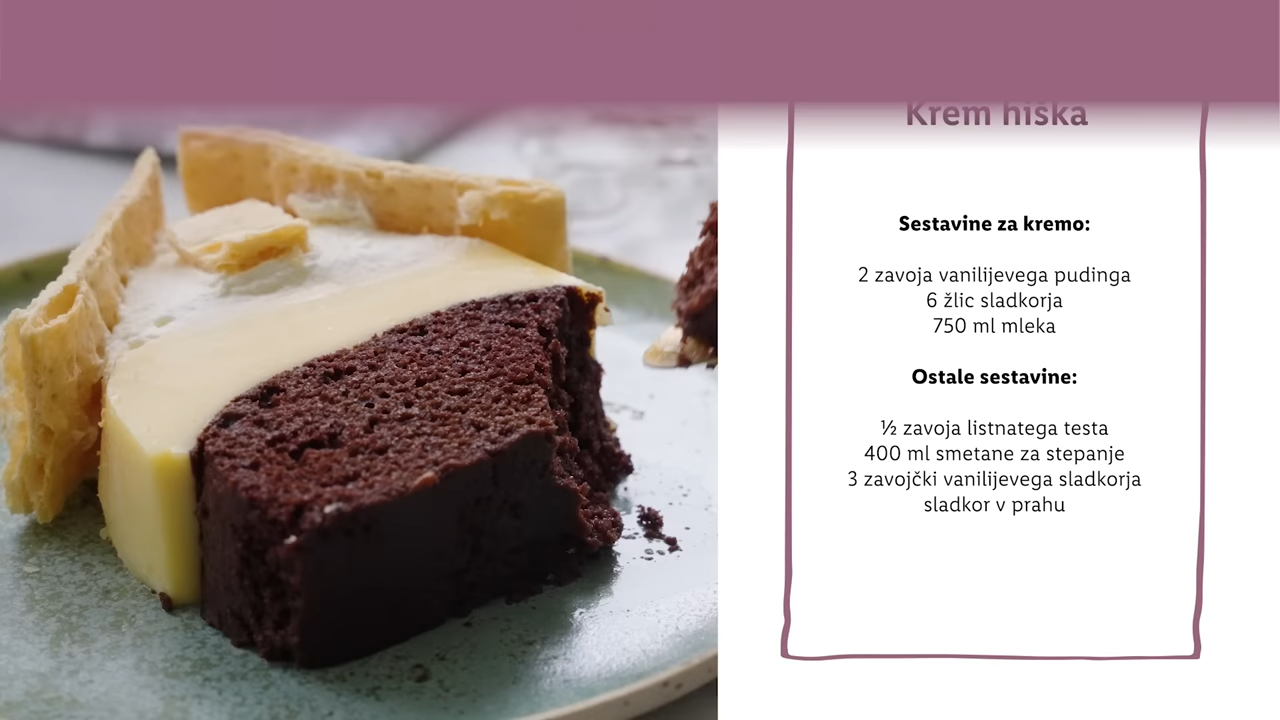 Krem hiška
Sestavine za kremo:
2 zavoja vanilijevega pudinga
6 žlic sladkorja
750 ml mleka
Ostale sestavine:
½ zavoja listnatega testa
400 ml smetane za stepanje
3 zavojčki vanilijevega sladkorja
sladkor v prahu